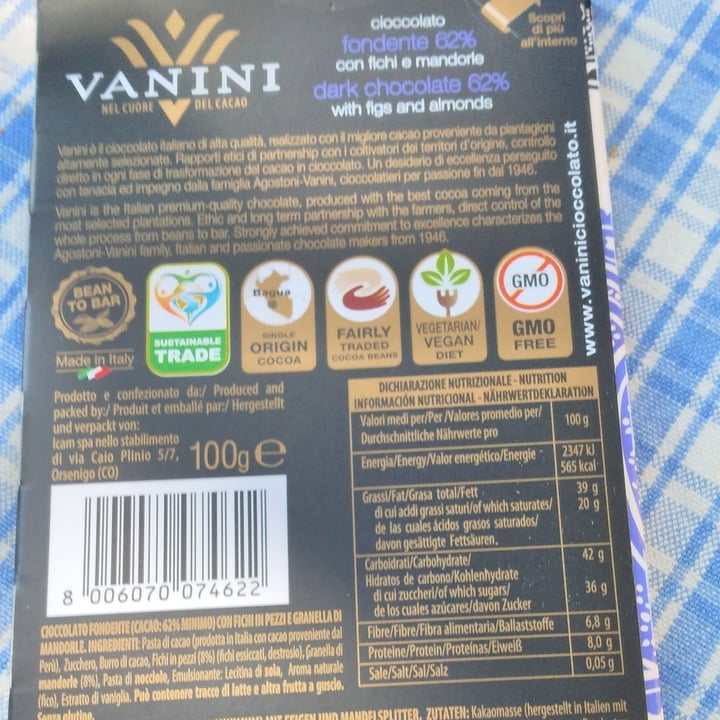 VANINI
NEL CUORE DEL CACAO
cioccolato
fondente 62%
con fichi e mandorle
dark chocolate 62%
with figs and almonds
Scopri
di più
all'interno
Vanini è il cioccolato italiano di alta qualità, realizzato con il migliore cacao proveniente da plantagioni
altamente selezionate. Rapporti etici di partnership con i coltivatori dei territori d'origine, controllo
diretto in ogni fase di trasformazione del cacao in cioccolato. Un desiderio di eccellenza perseguito
con tenacia ed impegno dalla famiglia Agostoni-Vanini, cioccolatieri per passione fin dal 1946.
Vanini is the Italian premium-quality chocolate, produced with the best cocoa coming from the
most selected plantations. Ethic and long term partnership with the farmers, direct control of the
whole process from beans to bar. Strongly achieved commitment to excellence characterizes the
Agostoni-Vanini family, Italian and passionate chocolate makers from 1946.
www.vaninicioccolato.it
BEAN
TO BAR
Made in Italy
SUSTAINABLE
TRADE
Bagua
SINGLE
ORIGIN
COCOA
FAIRLY
TRADED
COCOA BEANS
VEGETARIAN/
VEGAN
DIET
GMO
GMO
FREE
Prodotto e confezionato da:/ Produced and
packed by:/ Produit et emballé par:/ Hergestellt
und verpackt von:
Icam spa nello stabilimento
di via Caio Plinio 5/7,
Orsenigo (CO)
100g e
8 006070 074622
DICHIARAZIONE NUTRIZIONALE - NUTRITION
INFORMACIÓN NUTRICIONAL - NÄHRWERTDEKLARATION
Valori medi per/Per /Valores promedio per/
Durchschnittliche Nährwerte pro
100 g
Energia/Energy/Valor energético/Energie
2347 kJ
565 kcal
Grassi/Fat/Grasa total/Fett 39 g
di cui acidi grassi saturi/of which saturates/ 20 g
de las cuales ácidos grasos saturados/
davon gesättigte Fettsäuren,
Carboidrati/Carbohydrate/ 42 g
Hidratos de carbono/Kohlenhydrate
di cui zuccheri/of which sugars/ 36 g
de los cuales azúcares/davon Zucker
Fibre/Fibre/Fibra alimentaria/Ballaststoffe 6,8 g
Proteine/Protein/Proteínas/Eiweiß 8,0 g
Sale/Salt/Sal/Salz 0,05 g
CIOCCOLATO FONDENTE (CACAO: 62% MINIMO) CON FICHI IN PEZZI E GRANELLA DI
MANDORLE. INGREDIENTI: Pasta di cacao (prodotta in Italia con cacao proveniente dal
Perù), Zucchero, Burro di cacao, Fichi in pezzi (8%) (fichi essiccati, destrosio), Granella di
mandorle (8%), Pasta di nocciole, Emulsionante: Lecitina di soia, Aroma naturale
(fico), Estratto di vaniglia. Può contenere tracce di latte e altra frutta a guscio.
Senza glutine.
MIT FEIGEN UND MANDELSPLITTER. ZUTATEN: Kakaomasse (hergestellt in Italien mit